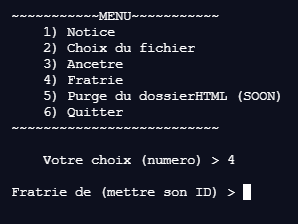 ~~~~~~~~~~~MENU~~~~~~~~~~~
1) Notice
2) Choix du fichier
3) Ancetre
4) Fratrie
5) Purge du dossierHTML (SOON)
6) Quitter
~~~~~~~~~~~~~~~~~~~~~~~~~~
Votre choix (numero) > 4
Fratrie de (mettre son ID) >